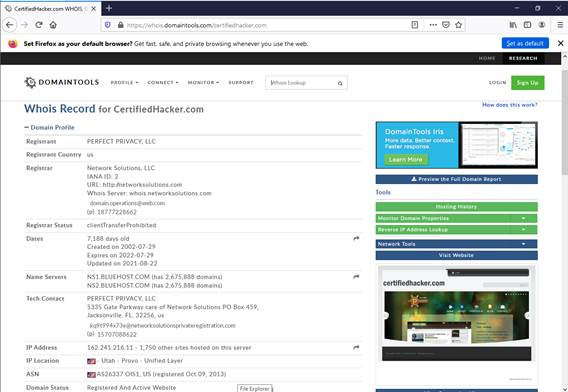 CertifiedHacker.com WHOIS, D
https://whois.domaintools.com/certifiedhacker.com
Set Firefox as your default browser? Get fast, safe, and private browsing whenever you use the web.
Set as default
HOME
RESEARCH
DOMAINTOOLS
PROFILE
CONNECT
MONITOR
SUPPORT
Whois Lookup
LOGIN
Sign Up
Whois Record for CertifiedHacker.com
How does this work?
Domain Profile
Registrant PERFECT PRIVACY, LLC
Registrant Country us
Registrar Network Solutions, LLC
IANA ID: 2
URL: http://networksolutions.com
Whois Server: whois.networksolutions.com
domain.operations@web.com
(p) 18777228662
Registrar Status clientTransferProhibited
Dates 7,188 days old
Created on 2002-07-29
Expires on 2022-07-29
Updated on 2021-08-22
Name Servers NS1.BLUEHOST.COM (has 2,675,888 domains)
NS2.BLUEHOST.COM (has 2,675,888 domains)
Tech Contact PERFECT PRIVACY, LLC
5335 Gate Parkway care of Network Solutions PO Box 459,
Jacksonville, FL, 32256, us
kq9t994x73e@networksolutionsprivateregistration.com
(p) 15707088622
IP Address 162.241.216.11 - 1,750 other sites hosted on this server
IP Location - Utah - Provo - Unified Layer
ASN AS26337 OIS1, US (registered Oct 09, 2013)
Domain Status Registered And Active Website
File Explorer
DomainTools Iris
More data. Better context.
Faster response.
Learn More
Preview the Full Domain Report
Tools
Hosting History
Monitor Domain Properties
Reverse IP Address Lookup
Network Tools
Visit Website
certifiedhacker.com